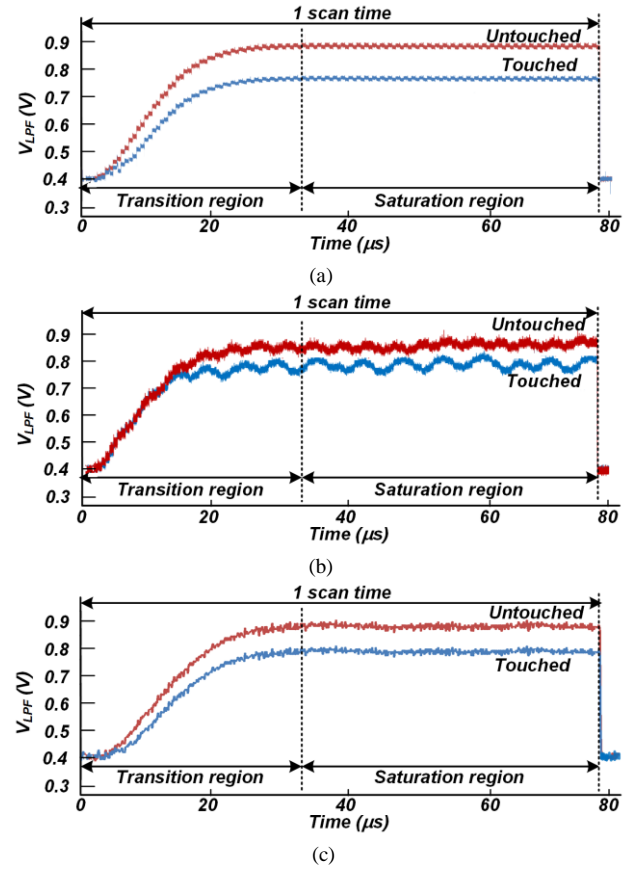 1 scan time
0.9
0.8
0.7
0.6
0.5
0.4
0.3
V_LPF (V)
Untouched
Touched
Transition region
Saturation region
0
20
40
60
80
Time (μs)
(a)
1 scan time
0.9
0.8
0.7
0.6
0.5
0.4
0.3
V_LPF (V)
Untouched
Touched
Transition region
Saturation region
0
20
40
60
80
Time (μs)
(b)
1 scan time
0.9
0.8
0.7
0.6
0.5
0.4
0.3
V_LPF (V)
Untouched
Touched
Transition region
Saturation region
0
20
40
60
80
Time (μs)
(c)